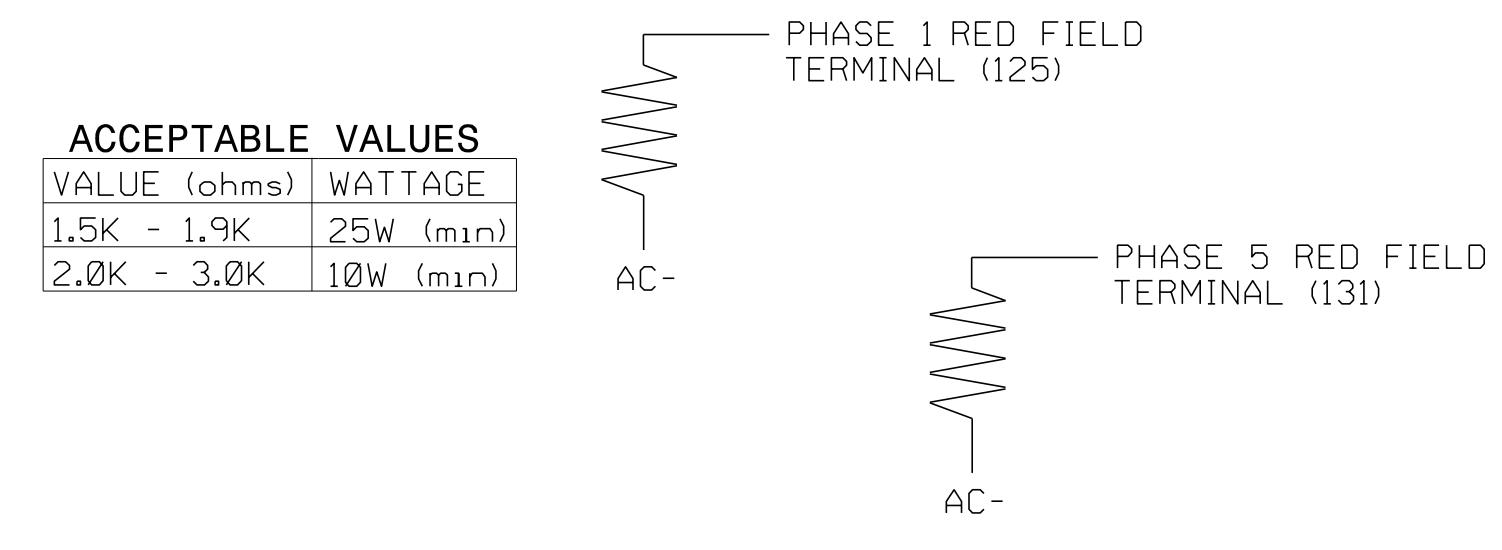 ACCEPTABLE VALUES
VALUE (ohms) WATTAGE
1.5K - 1.9K 25W (min)
2.0K - 3.0K 10W (min)
PHASE 1 RED FIELD
TERMINAL (125)
AC-
PHASE 5 RED FIELD
TERMINAL (131)
AC-